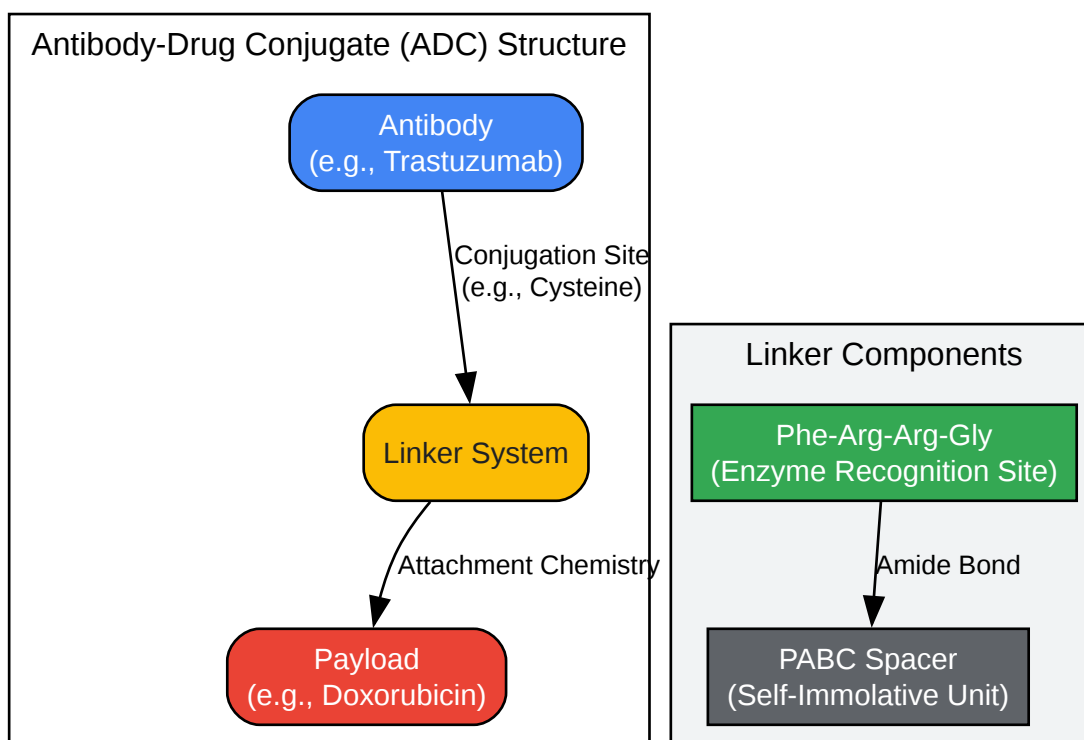 Antibody-Drug Conjugate (ADC) Structure
Antibody
(e.g., Trastuzumab)
Conjugation Site
(e.g., Cysteine)
Linker System
Attachment Chemistry
Payload
(e.g., Doxorubicin)
Linker Components
Phe-Arg-Arg-Gly
(Enzyme Recognition Site)
Amide Bond
PABC Spacer
(Self-Immolative Unit)